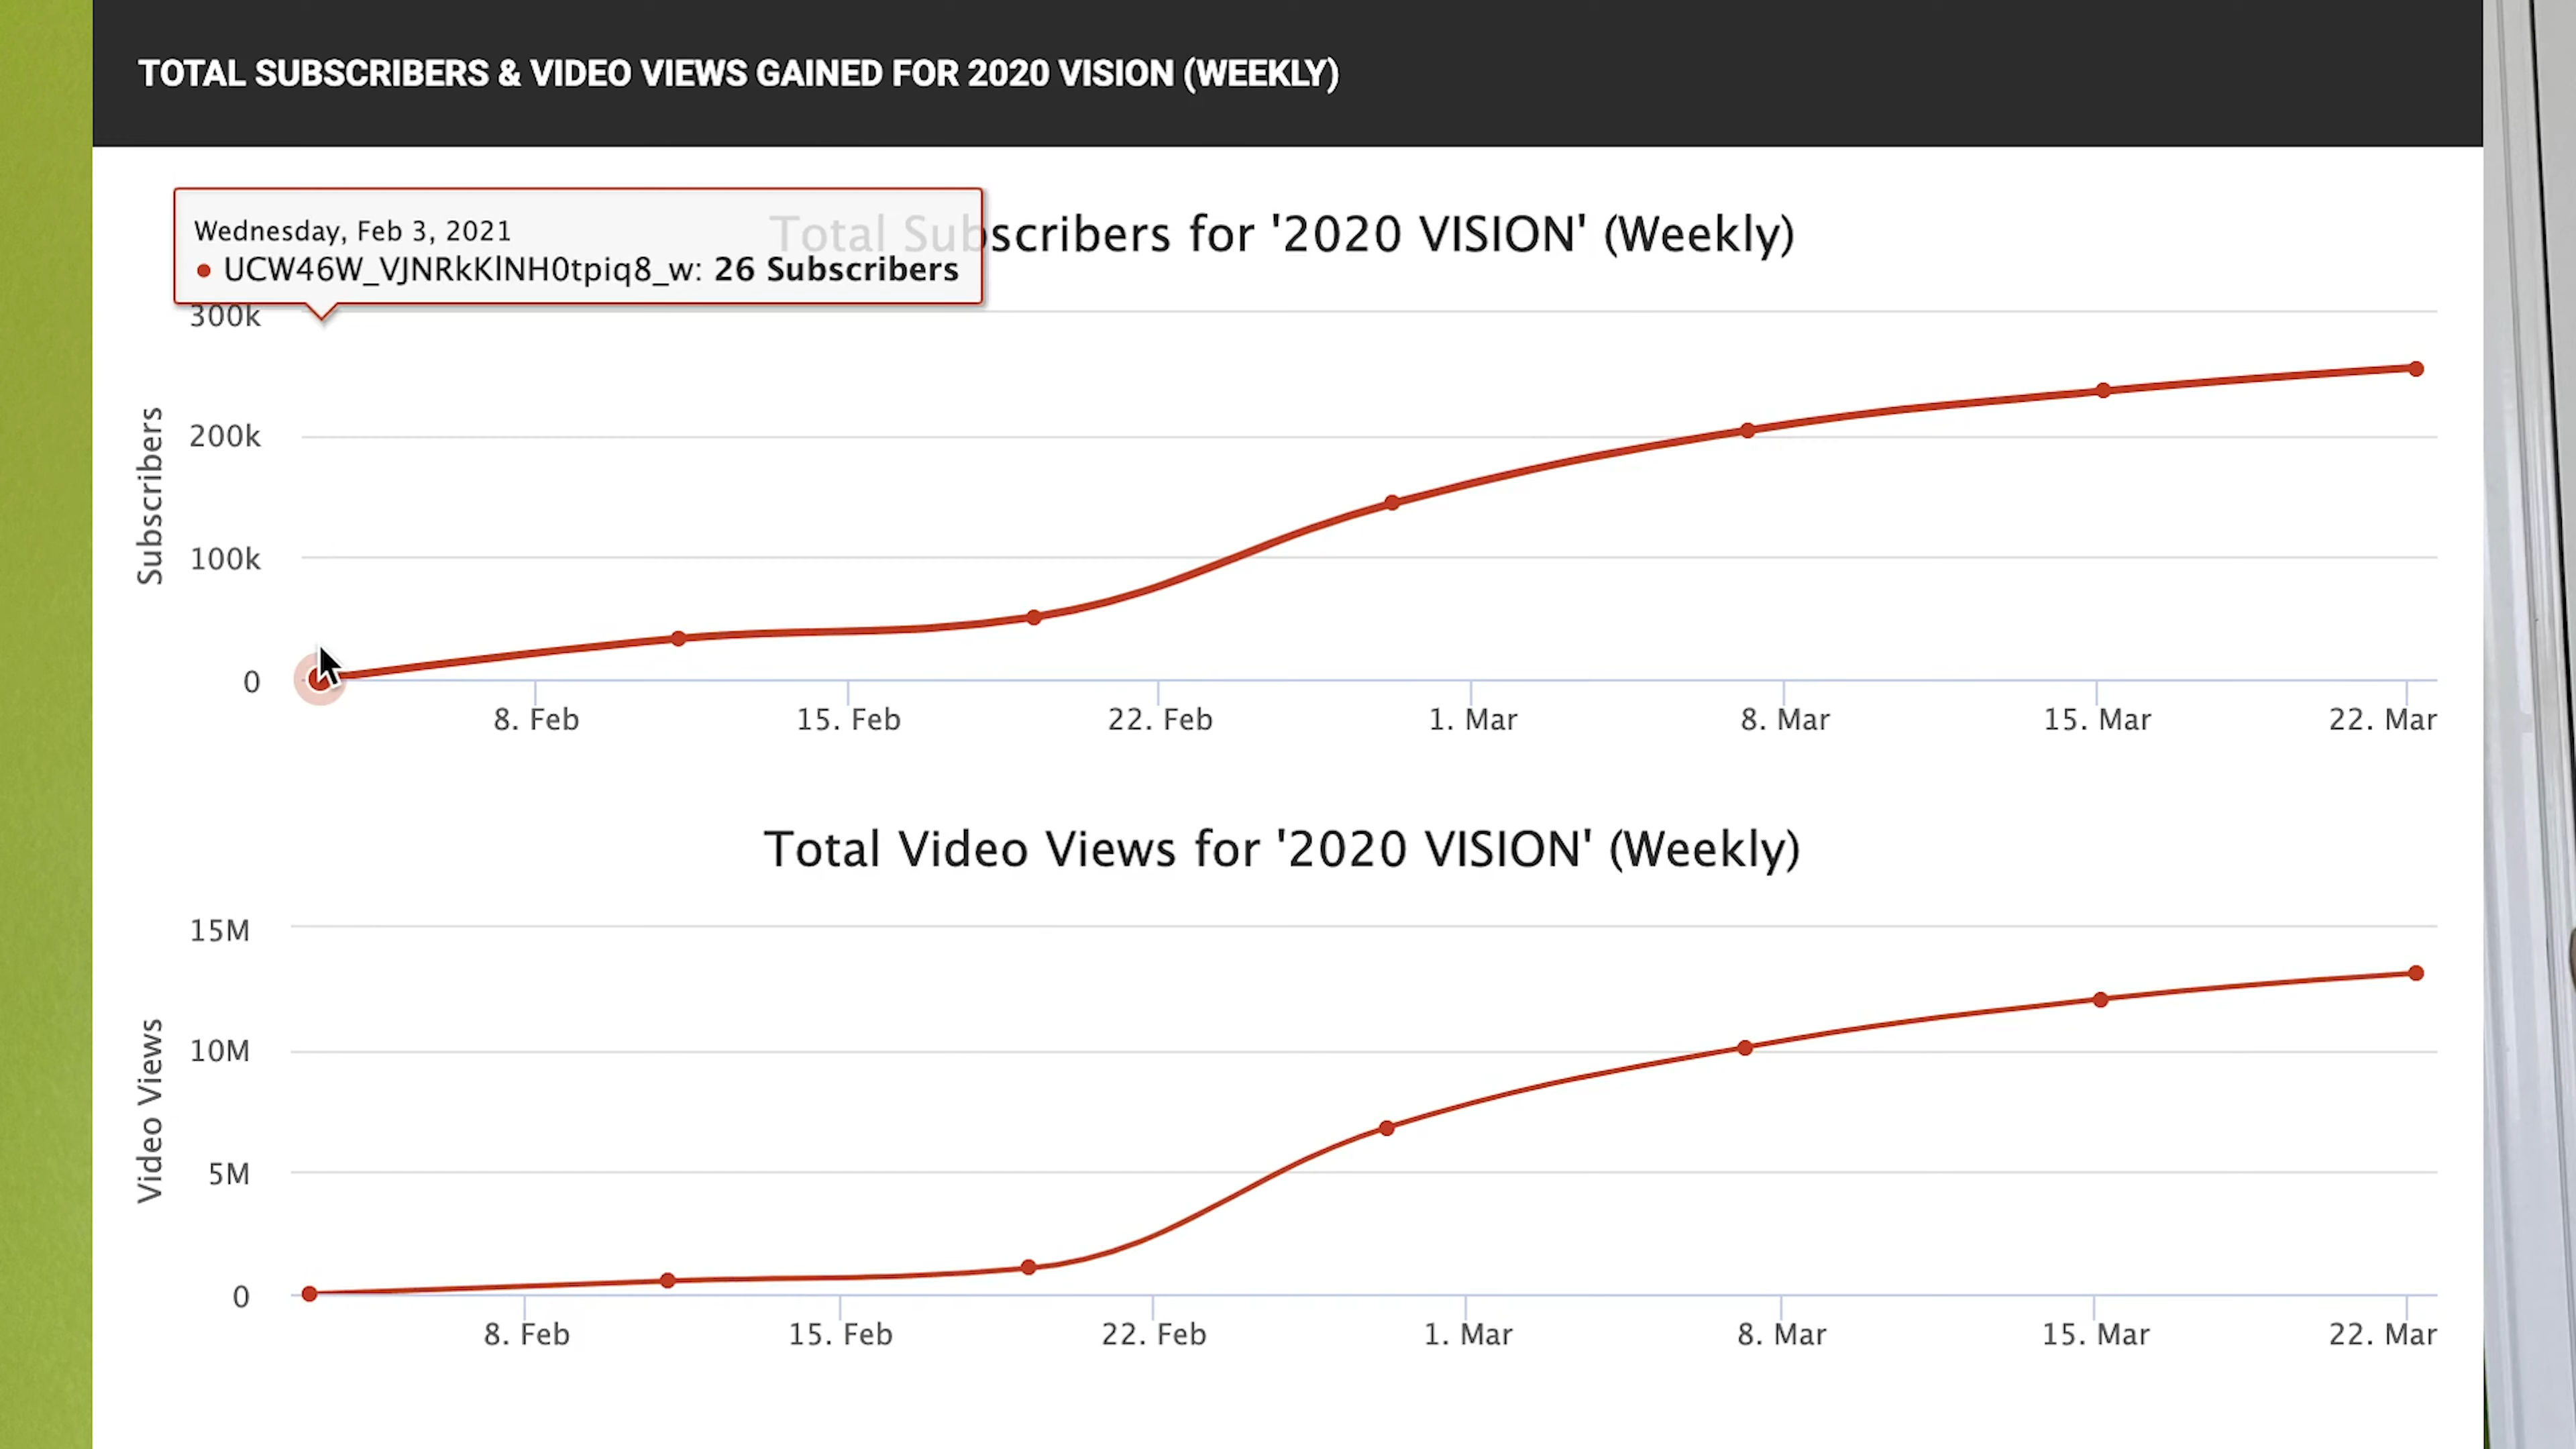 TOTAL SUBSCRIBERS & VIDEO VIEWS GAINED FOR 2020 VISION (WEEKLY)
Total Subscribers for '2020 VISION' (Weekly)
Wednesday, Feb 3, 2021
UCW46W_VJNRkKlNH0tpiq8_w: 26 Subscribers
300k
200k
100k
0
Subscribers
8. Feb 15. Feb 22. Feb 1. Mar 8. Mar 15. Mar 22. Mar
Total Video Views for '2020 VISION' (Weekly)
15M
10M
5M
0
Video Views
8. Feb 15. Feb 22. Feb 1. Mar 8. Mar 15. Mar 22. Mar